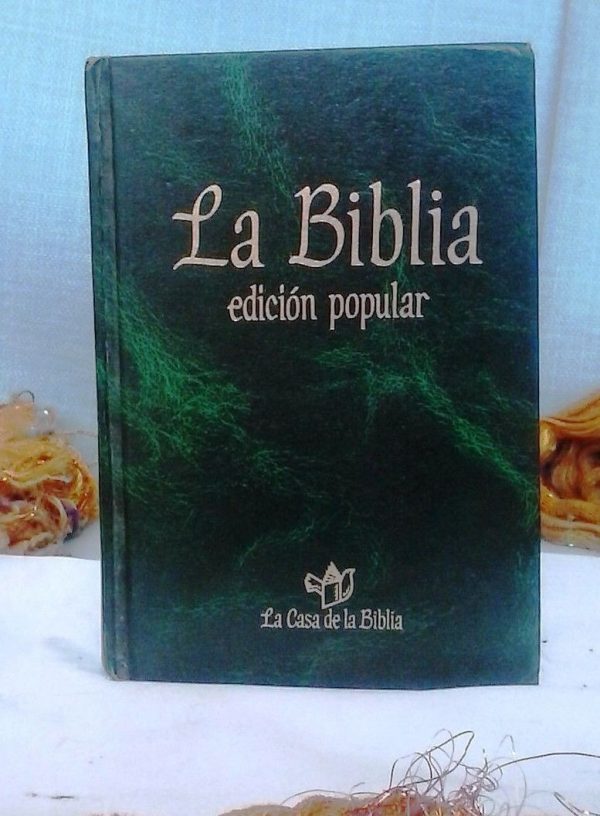 La Biblia
edición popular
La Casa de la Biblia